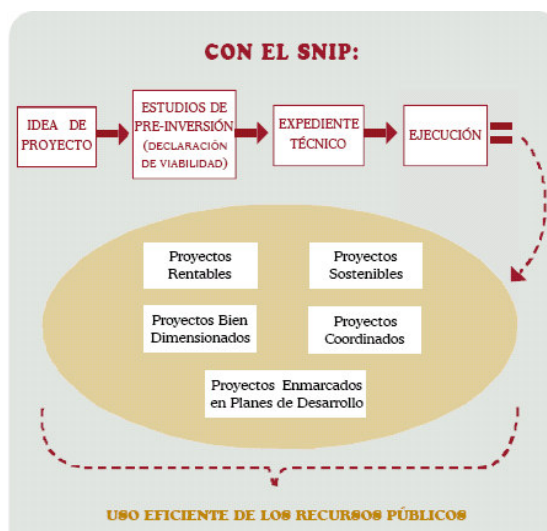 CON EL SNIP:
IDEA DE
PROYECTO
ESTUDIOS DE
PRE-INVERSIÓN
(DECLARACIÓN
DE VIABILIDAD)
EXPEDIENTE
TÉCNICO
EJECUCIÓN
Proyectos
Rentables
Proyectos
Sostenibles
Proyectos Bien
Dimensionados
Proyectos
Coordinados
Proyectos Enmarcados
en Planes de Desarrollo
USO EFICIENTE DE LOS RECURSOS PÚBLICOS